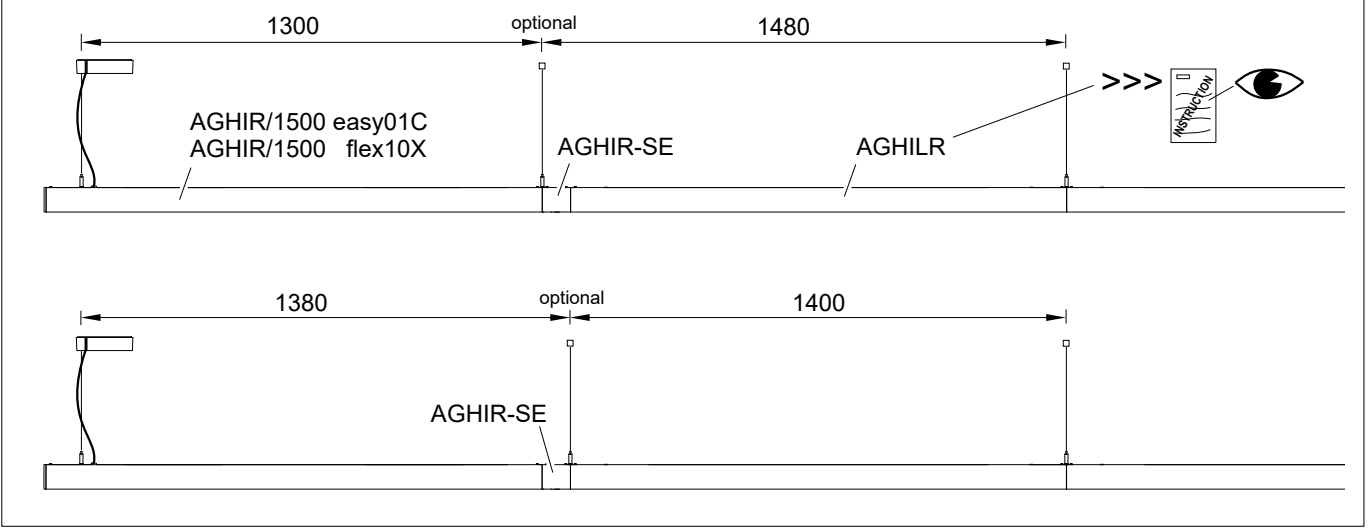 1300
optional
1480
AGHIR/1500 easy01C
AGHIR/1500 flex10X
AGHIR-SE
AGHILR
>>>
INSTRUCTION
1380
optional
1400
AGHIR-SE